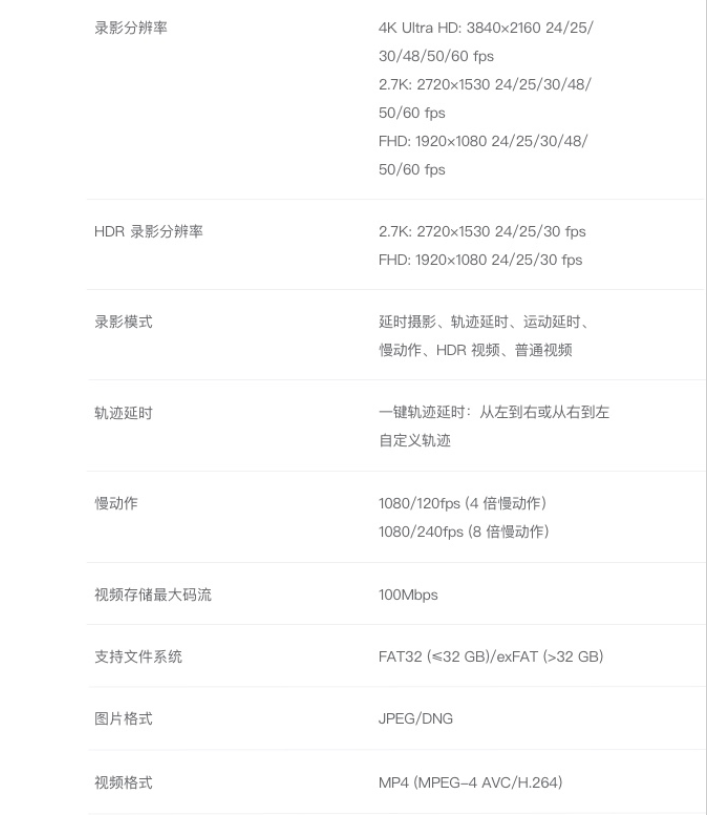 录影分辨率
4K Ultra HD: 3840×2160 24/25/
30/48/50/60 fps
2.7K: 2720×1530 24/25/30/48/
50/60 fps
FHD: 1920×1080 24/25/30/48/
50/60 fps
HDR 录影分辨率
2.7K: 2720×1530 24/25/30 fps
FHD: 1920×1080 24/25/30 fps
录影模式
延时摄影、轨迹延时、运动延时、
慢动作、HDR 视频、普通视频
轨迹延时
一键轨迹延时：从左到右或从右到左
自定义轨迹
慢动作
1080/120fps (4 倍慢动作)
1080/240fps (8 倍慢动作)
视频存储最大码流
100Mbps
支持文件系统
FAT32 (≤32 GB)/exFAT (>32 GB)
图片格式
JPEG/DNG
视频格式
MP4 (MPEG–4 AVC/H.264)